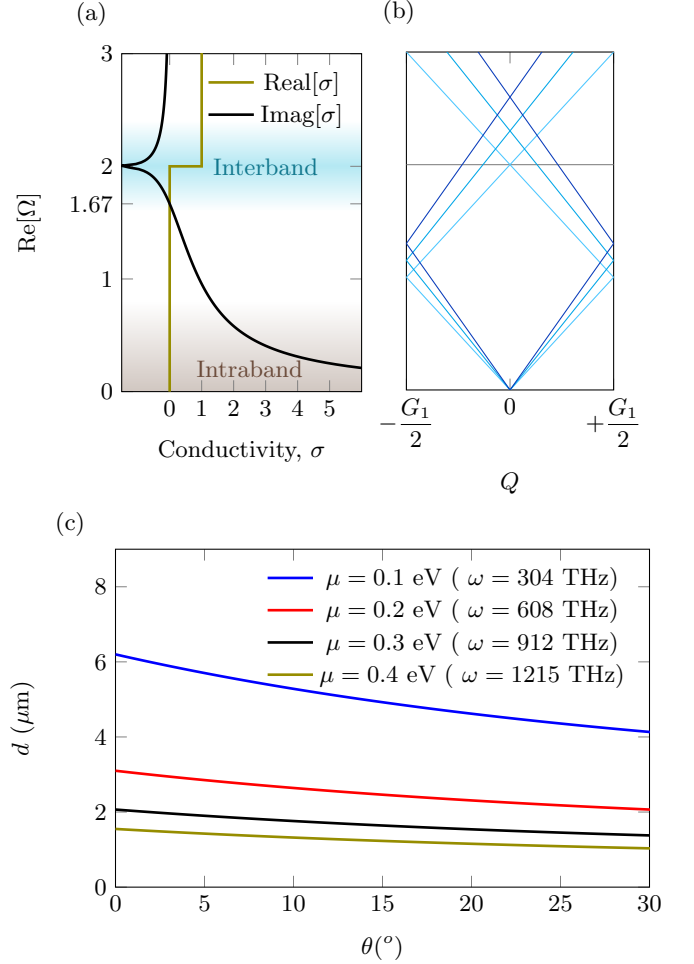 (a)
(b)
3
2
1.67
1
0
Re[Ω]
Real[σ]
Imag[σ]
Interband
Intraband
0 1 2 3 4 5
Conductivity, σ
−G₁/2 0 +G₁/2
Q
(c)
8
6
4
2
0
d (μm)
μ = 0.1 eV ( ω = 304 THz)
μ = 0.2 eV ( ω = 608 THz)
μ = 0.3 eV ( ω = 912 THz)
μ = 0.4 eV ( ω = 1215 THz)
0 5 10 15 20 25 30
θ(°)